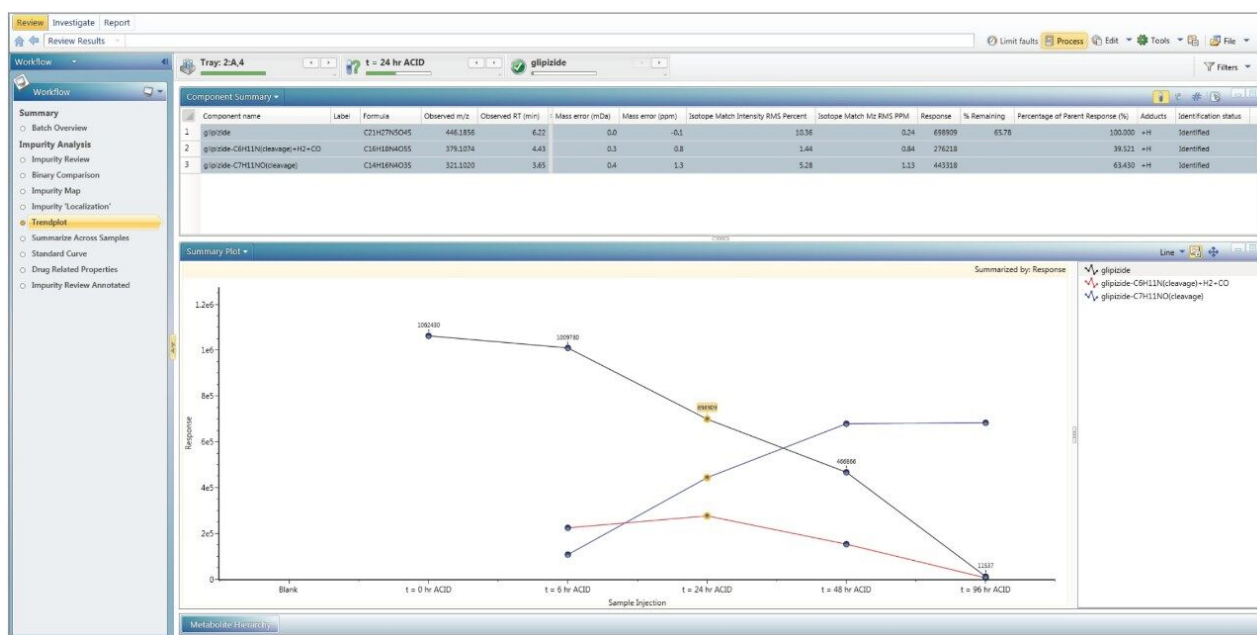 Review Investigate Report
Review Results Limit faults Process Edit Tools File
Workflow Tray: 2:A,4 t = 24 hr ACID glipizide Filters
Workflow
Summary
Batch Overview
Impurity Analysis
Impurity Review
Binary Comparison
Impurity Map
Impurity 'Localization'
Trendplot
Summarize Across Samples
Standard Curve
Drug Related Properties
Impurity Review Annotated
Component Summary
Component name Label Formula Observed m/z Observed RT (min) Mass error (mDa) Mass error (ppm) Isotope Match Intensity RMS Percent Isotope Match Mz RMS PPM Response % Remaining Percentage of Parent Response (%) Adducts Identification status
1 glipizide C21H27N5O4S 446.1856 6.22 0.0 -0.1 10.36 0.24 698909 65.78 100.000 +H Identified
2 glipizide-C6H11N(cleavage)+H2+CO C16H18N4O5S 379.1074 4.43 0.3 0.8 1.44 0.84 276218 39.521 +H Identified
3 glipizide-C7H11NO(cleavage) C14H16N4O3S 321.1020 3.65 0.4 1.3 5.28 1.13 443318 63.430 +H Identified
Summary Plot Line
Summarized by: Response
glipizide
glipizide-C6H11N(cleavage)+H2+CO
glipizide-C7H11NO(cleavage)
Response
1.2e6
1e6
8e5
6e5
4e5
2e5
0
1062430
698909
466866
11537
Blank t = 0 hr ACID t = 6 hr ACID t = 24 hr ACID t = 48 hr ACID t = 96 hr ACID
Sample Injection
Metabolite Hierarchy